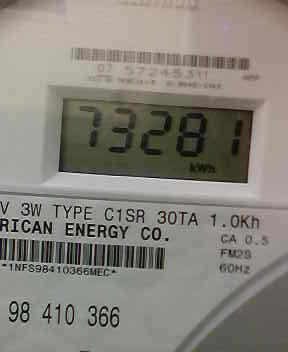 07 57245311
73281
kWh
V 3W TYPE C1SR 30TA 1.0Kh
RICAN ENERGY CO.
CA 0.5
FM2S
60Hz
*1NFS98410366MEC*
98 410 366